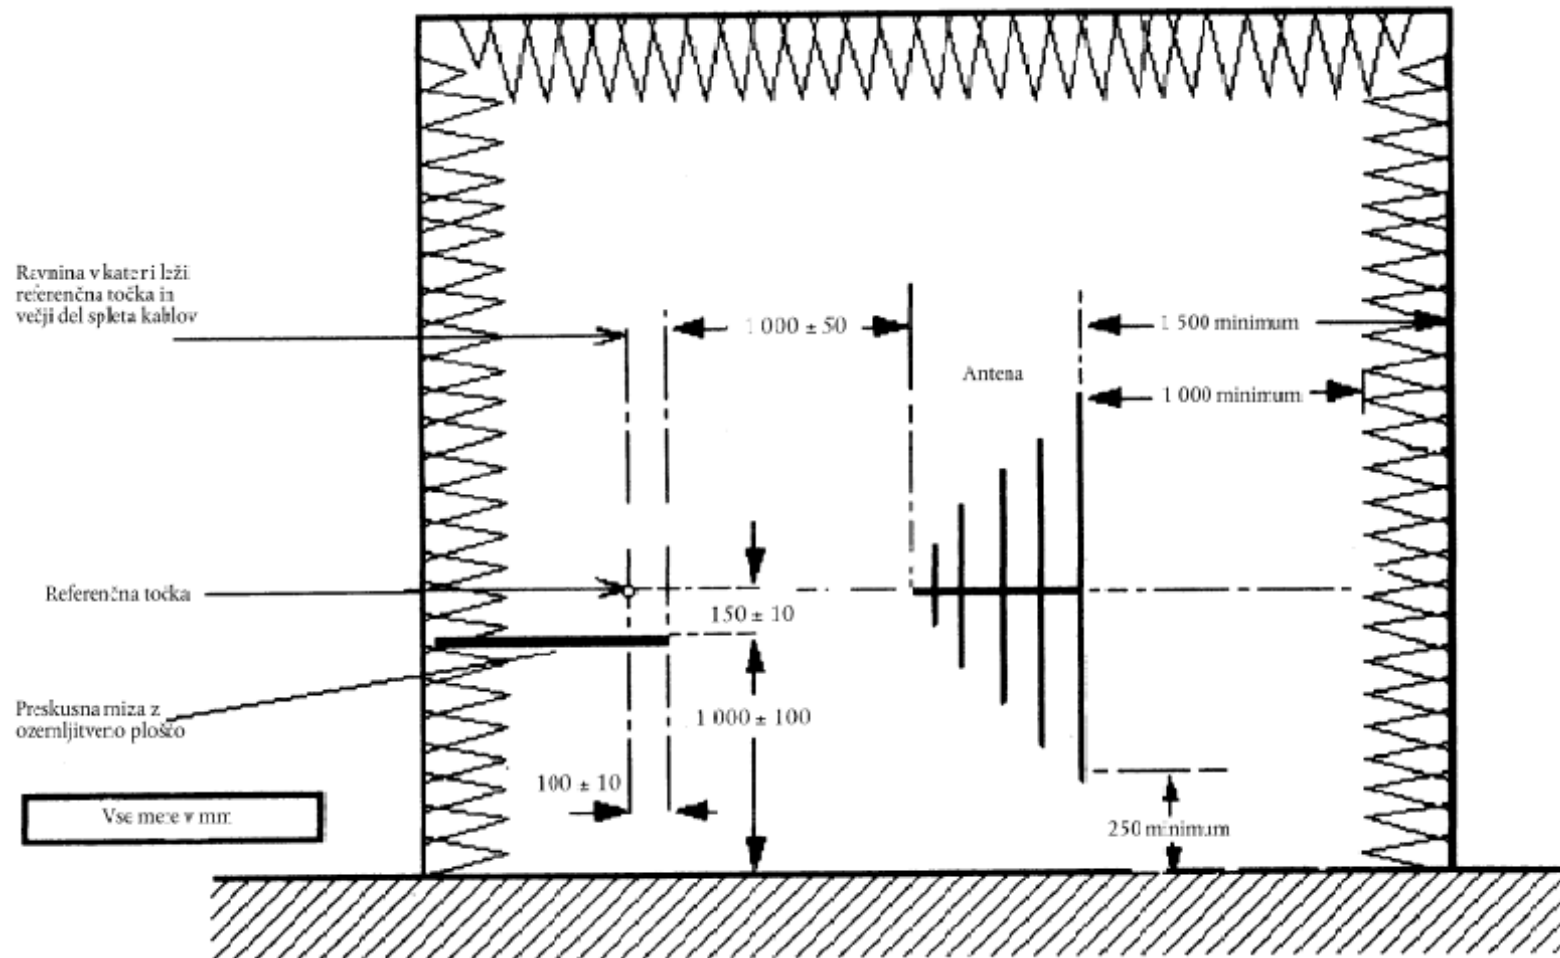 Ravnina v kateri leži
referenčna točka in
večji del spleta kablov
1 000 ± 50
1 500 minimum
Antena
1 000 minimum
Referenčna točka
150 ± 10
Preskusna miza z
ozemljitveno ploščo
1 000 ± 100
100 ± 10
Vse mere v mm
250 minimum